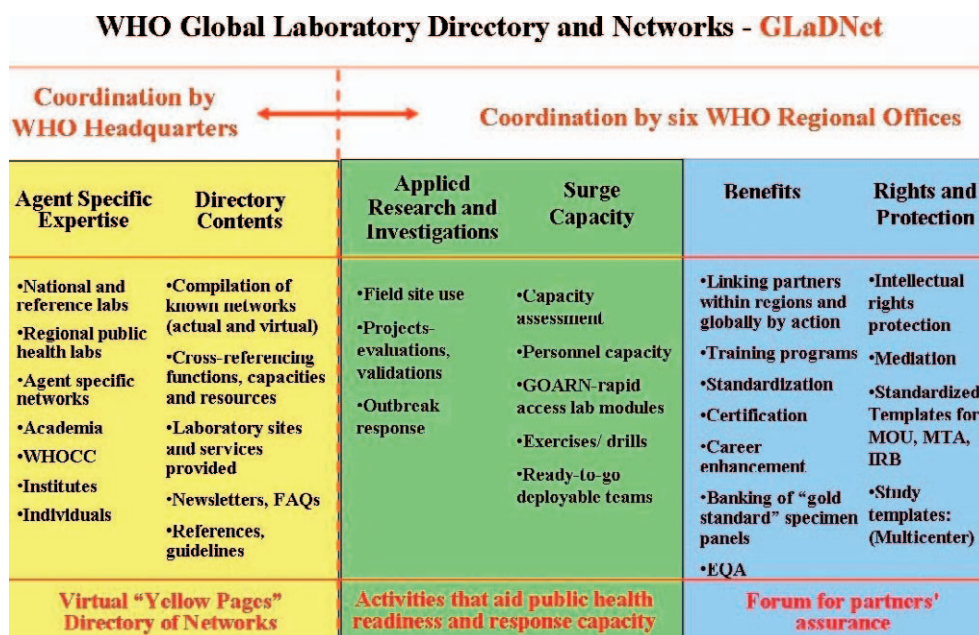 WHO Global Laboratory Directory and Networks - GLaDNet
Coordination by
WHO Headquarters
Coordination by six WHO Regional Offices
Agent Specific
Expertise
Directory
Contents
Applied
Research and
Investigations
Surge
Capacity
Benefits
Rights and
Protection
•National and
reference labs
•Regional public
health labs
•Agent specific
networks
•Academia
•WHOCC
•Institutes
•Individuals
•Compilation of
known networks
(actual and virtual)
•Cross-referencing
functions, capacities
and resources
•Laboratory sites
and services
provided
•Newsletters, FAQs
•References,
guidelines
•Field site use
•Projects-
evaluations,
validations
•Outbreak
response
•Capacity
assessment
•Personnel capacity
•GOARN-rapid
access lab modules
•Exercises/ drills
•Ready-to-go
deployable teams
•Linking partners
within regions and
globally by action
•Training programs
•Standardization
•Certification
•Career
enhancement
•Banking of “gold
standard” specimen
panels
•EQA
•Intellectual
rights
protection
•Mediation
•Standardized
Templates for
MOU, MTA,
IRB
•Study
templates:
(Multicenter)
Virtual “Yellow Pages”
Directory of Networks
Activities that aid public health
readiness and response capacity
Forum for partners'
assurance